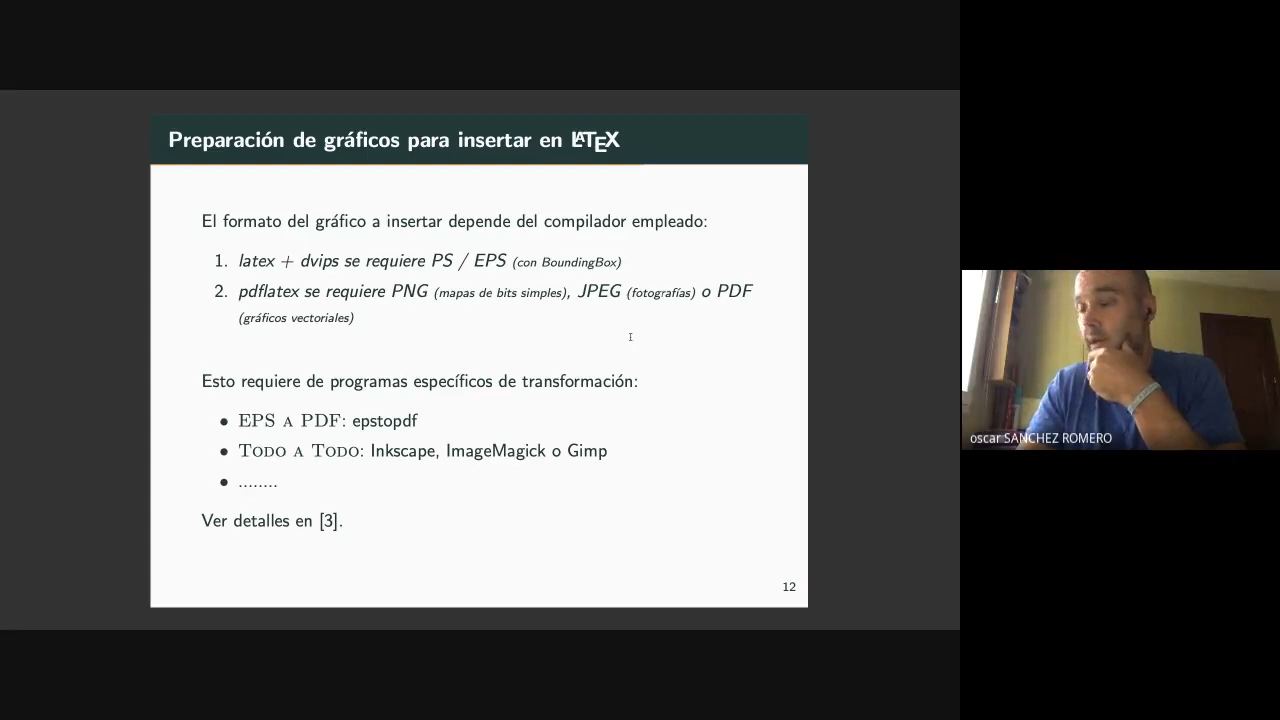 Preparación de gráficos para insertar en LATEX
El formato del gráfico a insertar depende del compilador empleado:
1. latex + dvips se requiere PS / EPS (con BoundingBox)
2. pdflatex se requiere PNG (mapas de bits simples), JPEG (fotografías) o PDF
(gráficos vectoriales)
Esto requiere de programas específicos de transformación:
• EPS a PDF: epstopdf
• Todo a Todo: Inkscape, ImageMagick o Gimp
• ........
Ver detalles en [3].
12
oscar SANCHEZ ROMERO